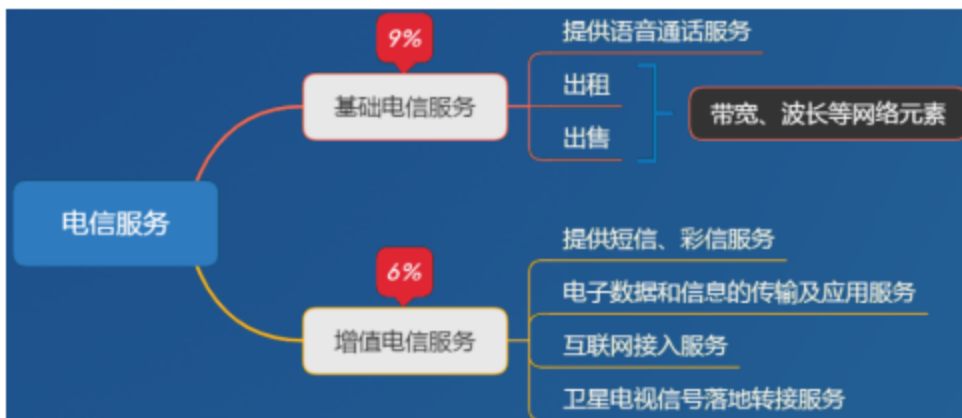 电信服务
9%
基础电信服务
提供语音通话服务
出租
出售
带宽、波长等网络元素
6%
增值电信服务
提供短信、彩信服务
电子数据和信息的传输及应用服务
互联网接入服务
卫星电视信号落地转接服务